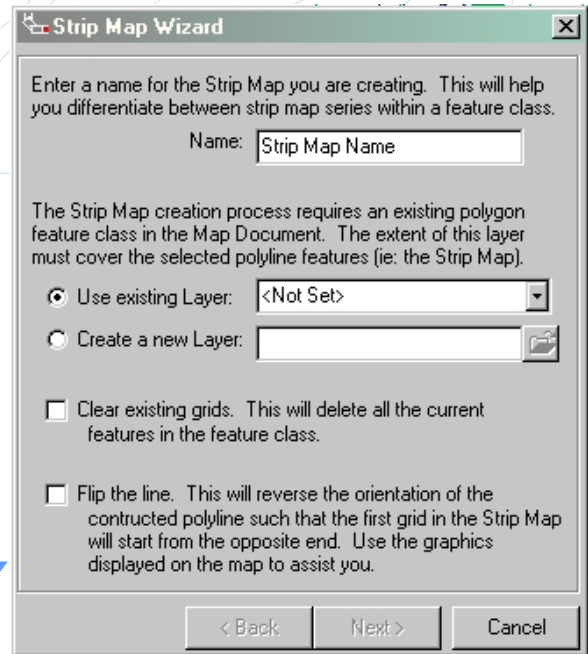 Strip Map Wizard
Enter a name for the Strip Map you are creating. This will help
you differentiate between strip map series within a feature class.
Name: Strip Map Name
The Strip Map creation process requires an existing polygon
feature class in the Map Document. The extent of this layer
must cover the selected polyline features (ie: the Strip Map).
Use existing Layer: <Not Set>
Create a new Layer:
Clear existing grids. This will delete all the current
features in the feature class.
Flip the line. This will reverse the orientation of the
contructed polyline such that the first grid in the Strip Map
will start from the opposite end. Use the graphics
displayed on the map to assist you.
< Back Next > Cancel